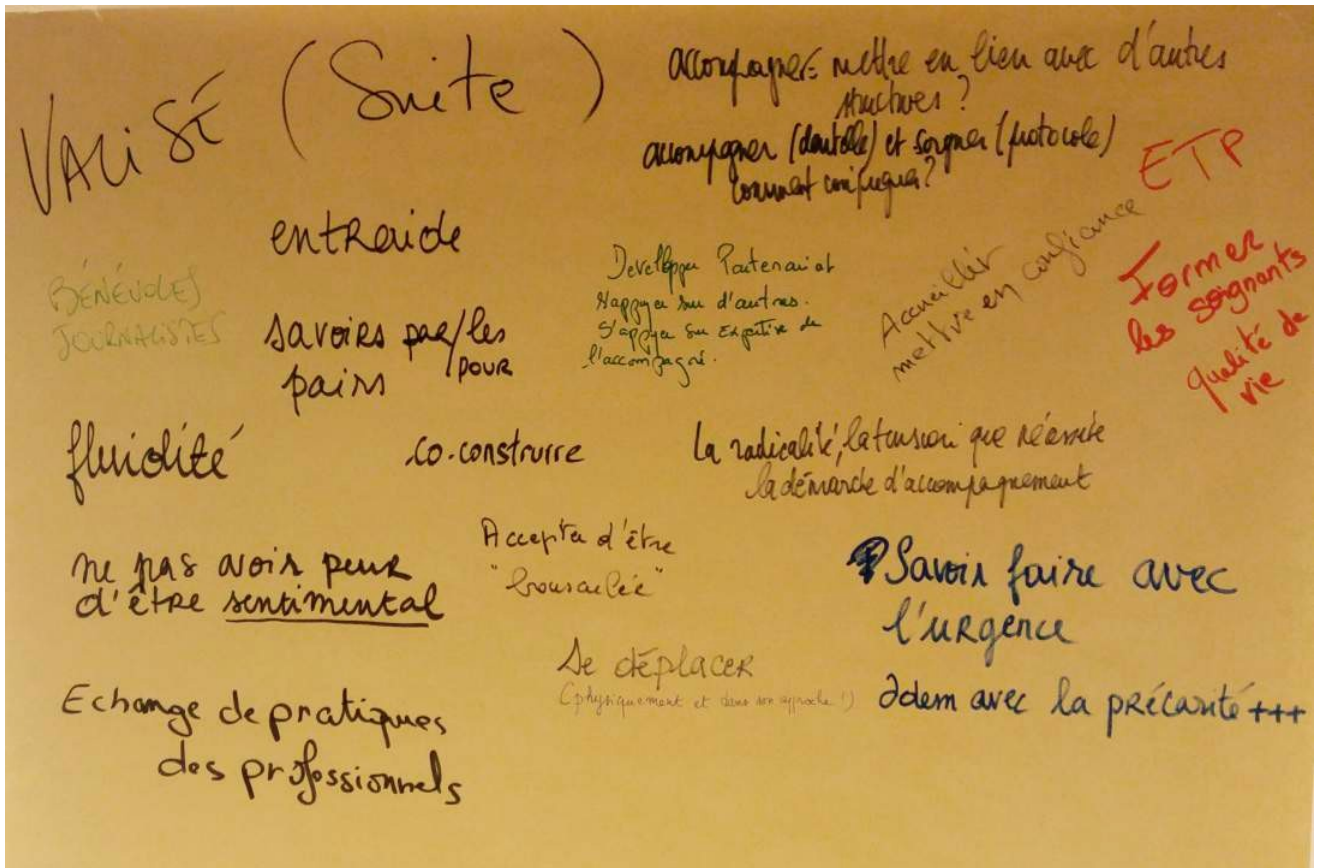 VALiSE (Suite)
accompagner = mettre en lien avec d'autres
structures ?
accompagner (dentelle) et soigner (protocole)
comment conjuguer ?
ETP
entraide
BÉNÉVOLES
JOURNALISTES
savoirs par/les
pour
pairs
Developper Partenariat
s'appuyer sur d'autres.
S'appuyer sur Expertise de
l'accompagné.
Accueillir
mettre en confiance
Former
les soignants
qualité de
vie
fluidité
co-construire
La radicalité, la tension que nécessite
la démarche d'accompagnement
ne pas avoir peur
d'être sentimental
Accepter d'être
"bousculée"
Savoir faire avec
l'urgence
Idem avec la précarité +++
Se déplacer
(physiquement et dans son approche !)
Echange de pratiques
des professionnels